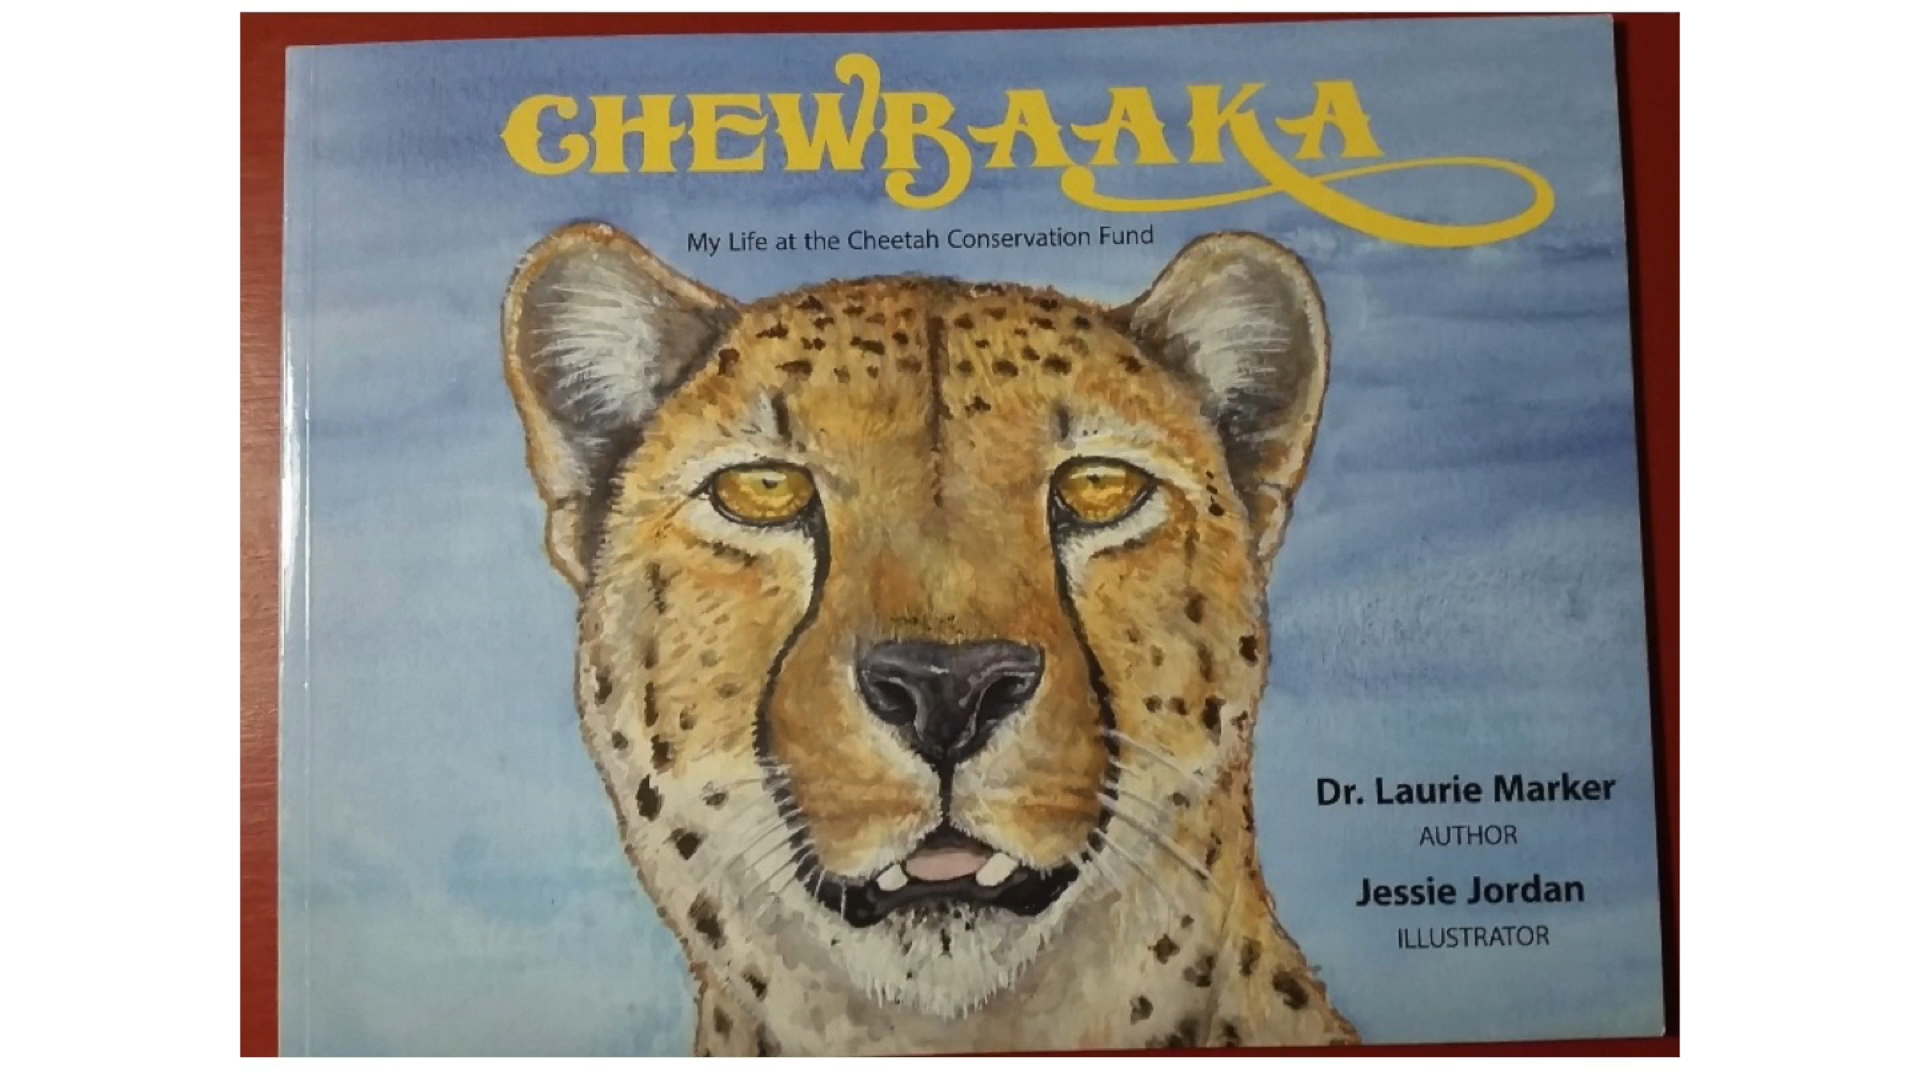 CHEWBAAKA
My Life at the Cheetah Conservation Fund
Dr. Laurie Marker
AUTHOR
Jessie Jordan
ILLUSTRATOR